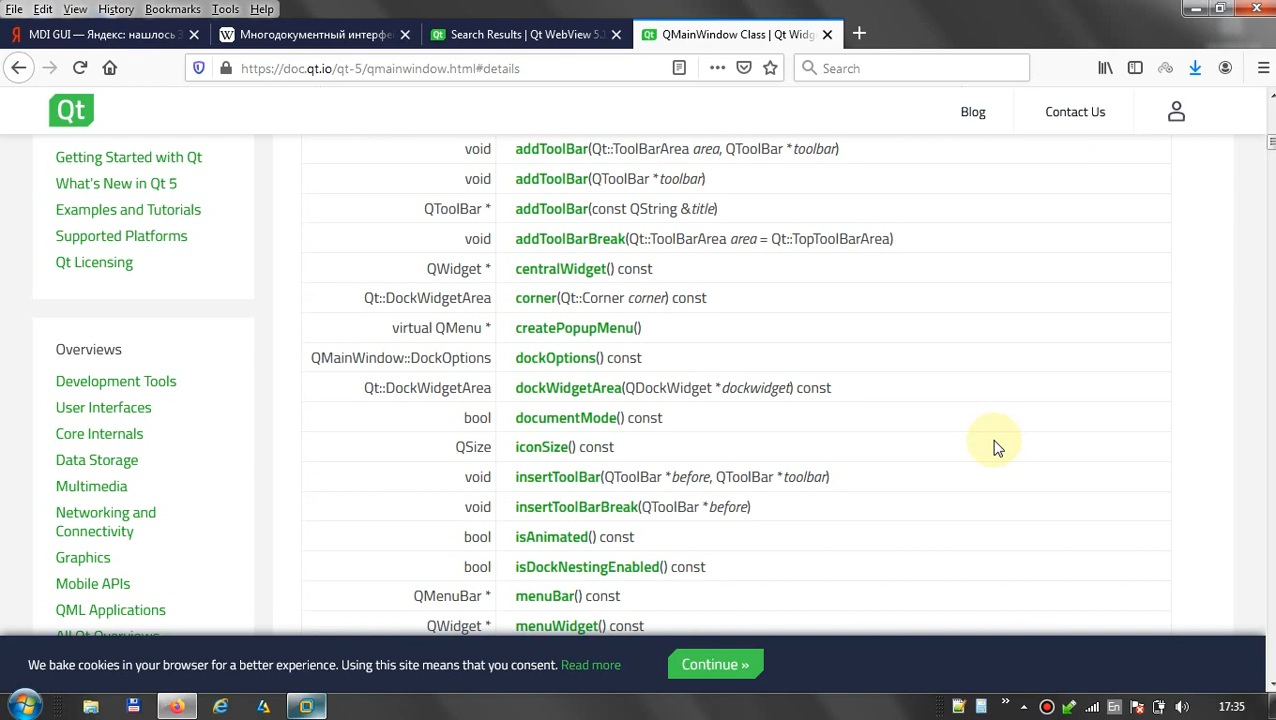 File Edit View History Bookmarks Tools Help
MDI GUI — Яндекс: нашлось
Многодокументный интерфе
Search Results | Qt WebView 5.
QMainWindow Class | Qt Widg
https://doc.qt.io/qt-5/qmainwindow.html#details
Search
Qt
Blog
Contact Us
Getting Started with Qt
What's New in Qt 5
Examples and Tutorials
Supported Platforms
Qt Licensing
Overviews
Development Tools
User Interfaces
Core Internals
Data Storage
Multimedia
Networking and
Connectivity
Graphics
Mobile APIs
QML Applications
All Qt Overviews
void addToolBar(Qt::ToolBarArea area, QToolBar *toolbar)
void addToolBar(QToolBar *toolbar)
QToolBar * addToolBar(const QString &title)
void addToolBarBreak(Qt::ToolBarArea area = Qt::TopToolBarArea)
QWidget * centralWidget() const
Qt::DockWidgetArea corner(Qt::Corner corner) const
virtual QMenu * createPopupMenu()
QMainWindow::DockOptions dockOptions() const
Qt::DockWidgetArea dockWidgetArea(QDockWidget *dockwidget) const
bool documentMode() const
QSize iconSize() const
void insertToolBar(QToolBar *before, QToolBar *toolbar)
void insertToolBarBreak(QToolBar *before)
bool isAnimated() const
bool isDockNestingEnabled() const
QMenuBar * menuBar() const
QWidget * menuWidget() const
We bake cookies in your browser for a better experience. Using this site means that you consent. Read more
Continue »
En
17:35